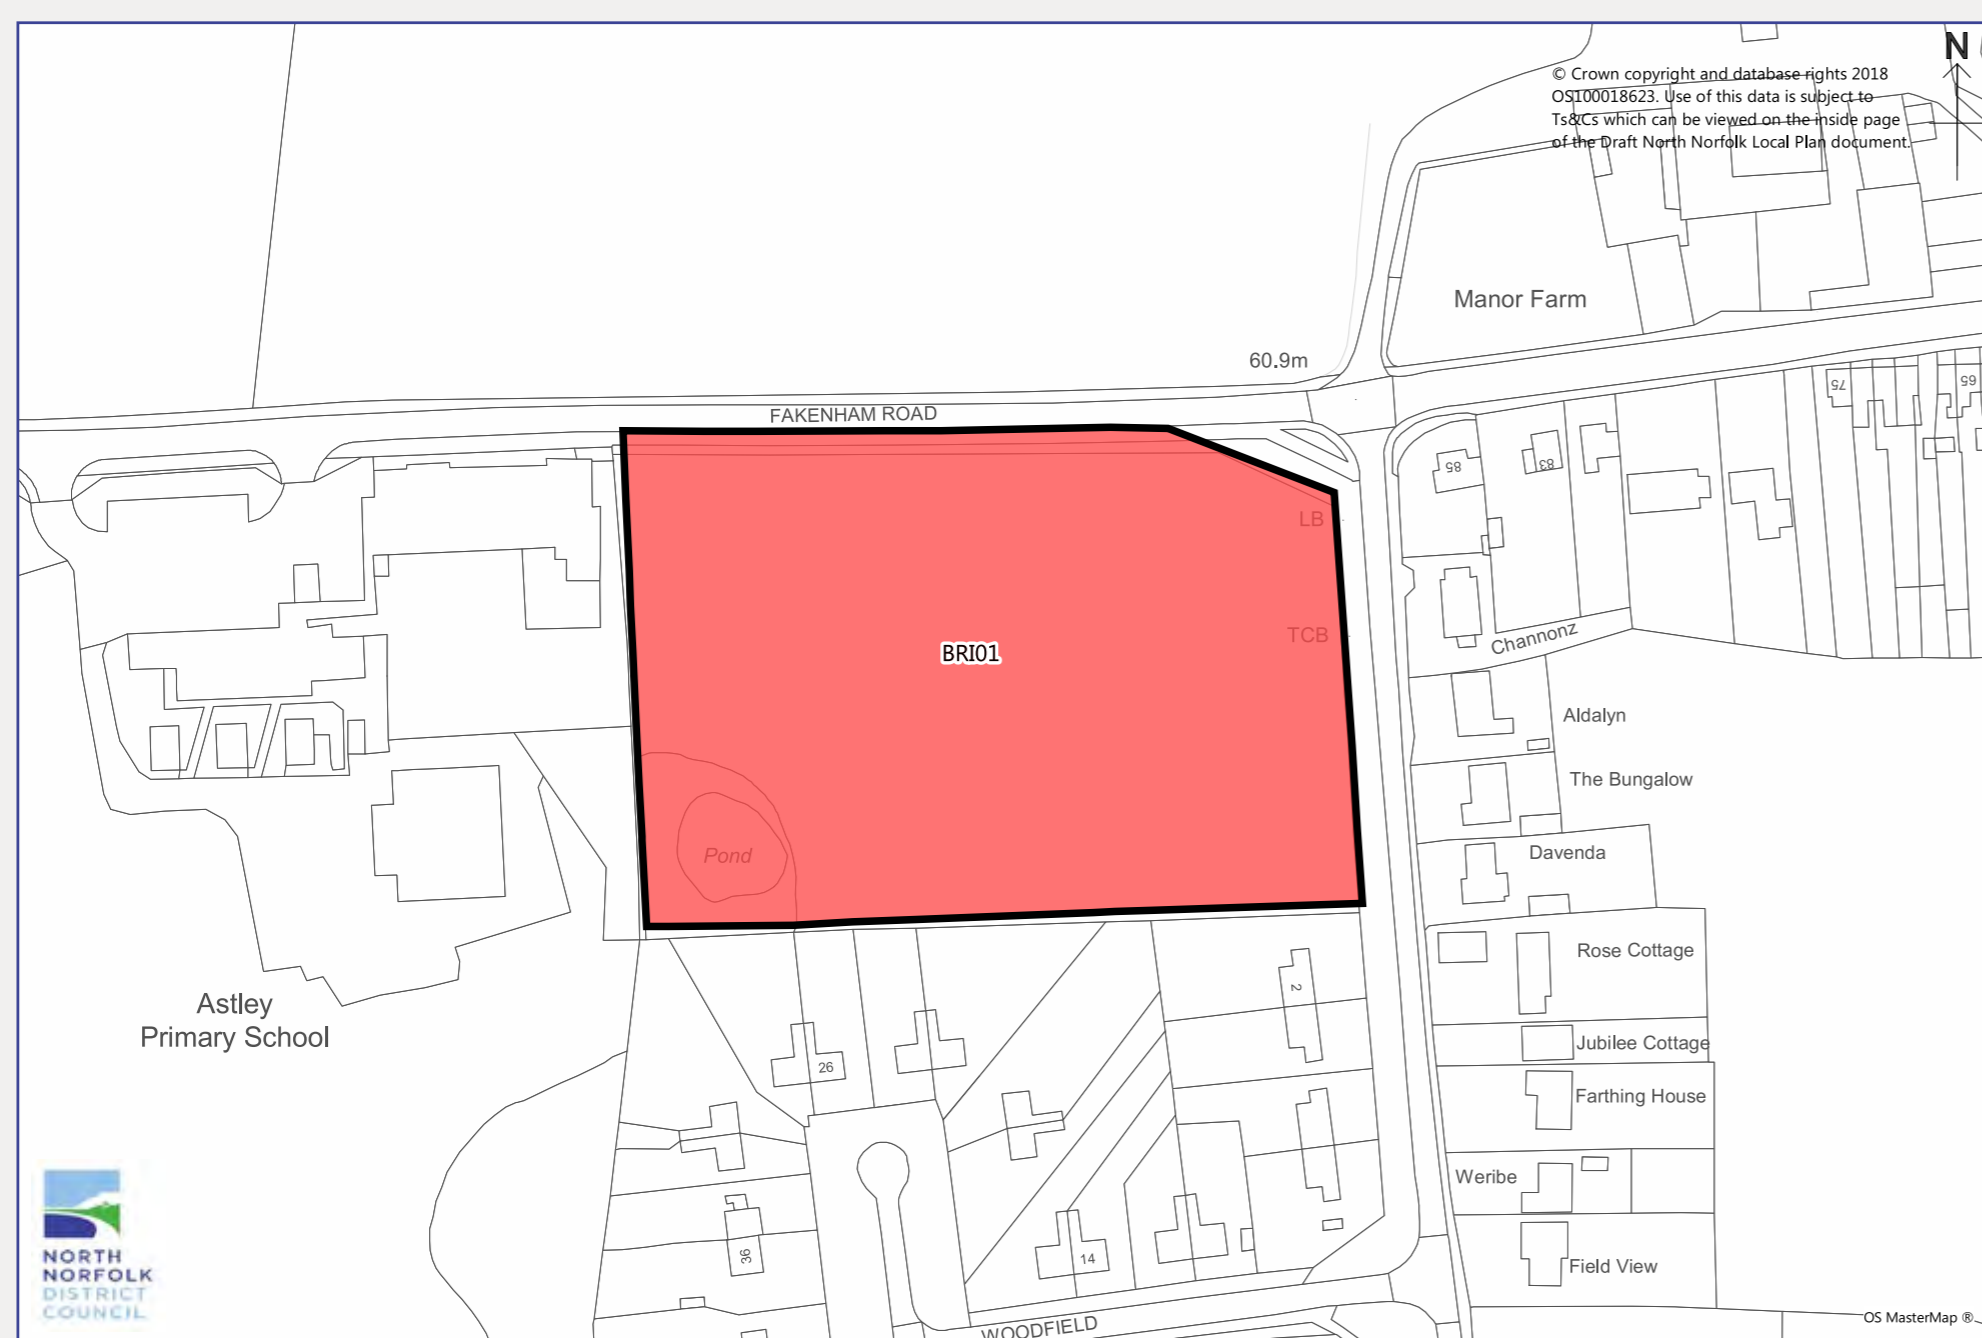 N
© Crown copyright and database rights 2018
OS100018623. Use of this data is subject to
Ts&Cs which can be viewed on the inside page
of the Draft North Norfolk Local Plan document.
Manor Farm
60.9m
FAKENHAM ROAD
75
65
85
83
LB
TCB
Channonz
BRI01
Aldalyn
The Bungalow
Pond
Davenda
Rose Cottage
2
Astley
Primary School
Jubilee Cottage
26
Farthing House
Weribe
36
14
Field View
NORTH
NORFOLK
DISTRICT
COUNCIL
WOODFIELD
OS MasterMap ®